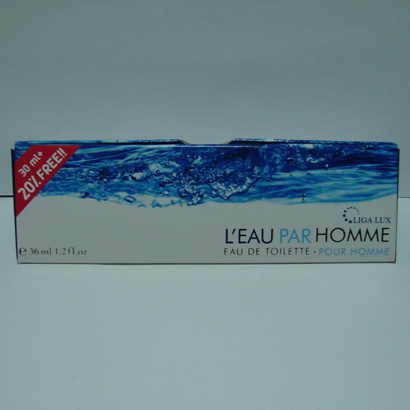 30 ml+
20% FREE!!
LIGA LUX
L'EAU PAR HOMME
EAU DE TOILETTE • POUR HOMME
e 36 ml 1,2 fl.oz